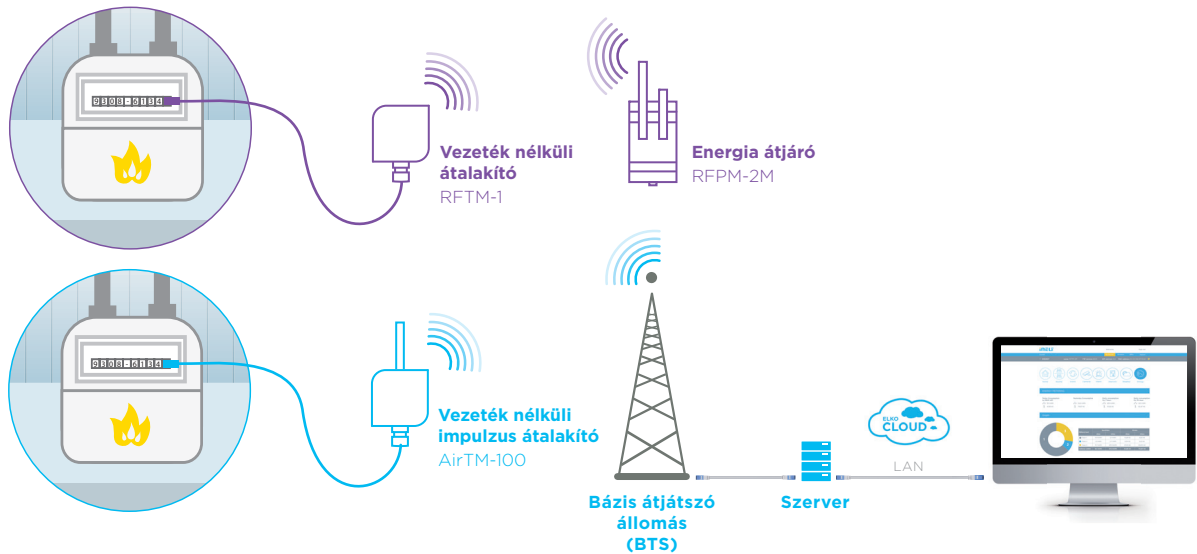 9308-6134
Vezeték nélküli
átalakító
RFTM-1
Energia átjáró
RFPM-2M
9308-6134
Vezeték nélküli
impulzus átalakító
AirTM-100
Bázis átjátszó
állomás
(BTS)
Szerver
ELKO
CLOUD
LAN